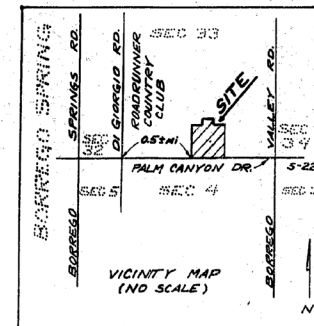 BORREGO SPRING
BORREGO SPRINGS RD.
DI GIORGIO RD.
ROADRUNNER
COUNTRY
CLUB
SEC 33
SITE
BORREGO VALLEY RD.
SEC
32
0.5±mi
SEC
34
PALM CANYON DR.
S-22
SEC 5
SEC 4
SEC
VICINITY MAP
(NO SCALE)
N